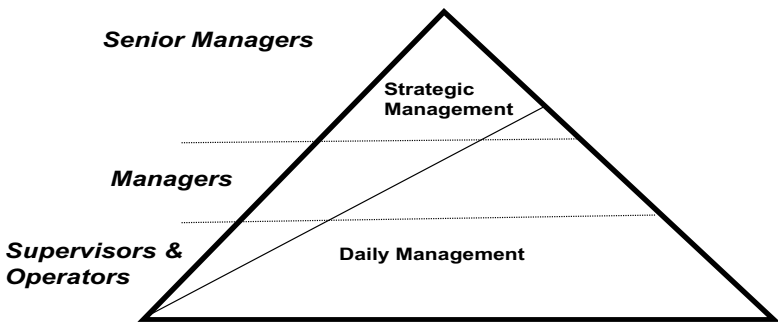 Senior Managers
Strategic
Management
Managers
Supervisors &
Operators
Daily Management